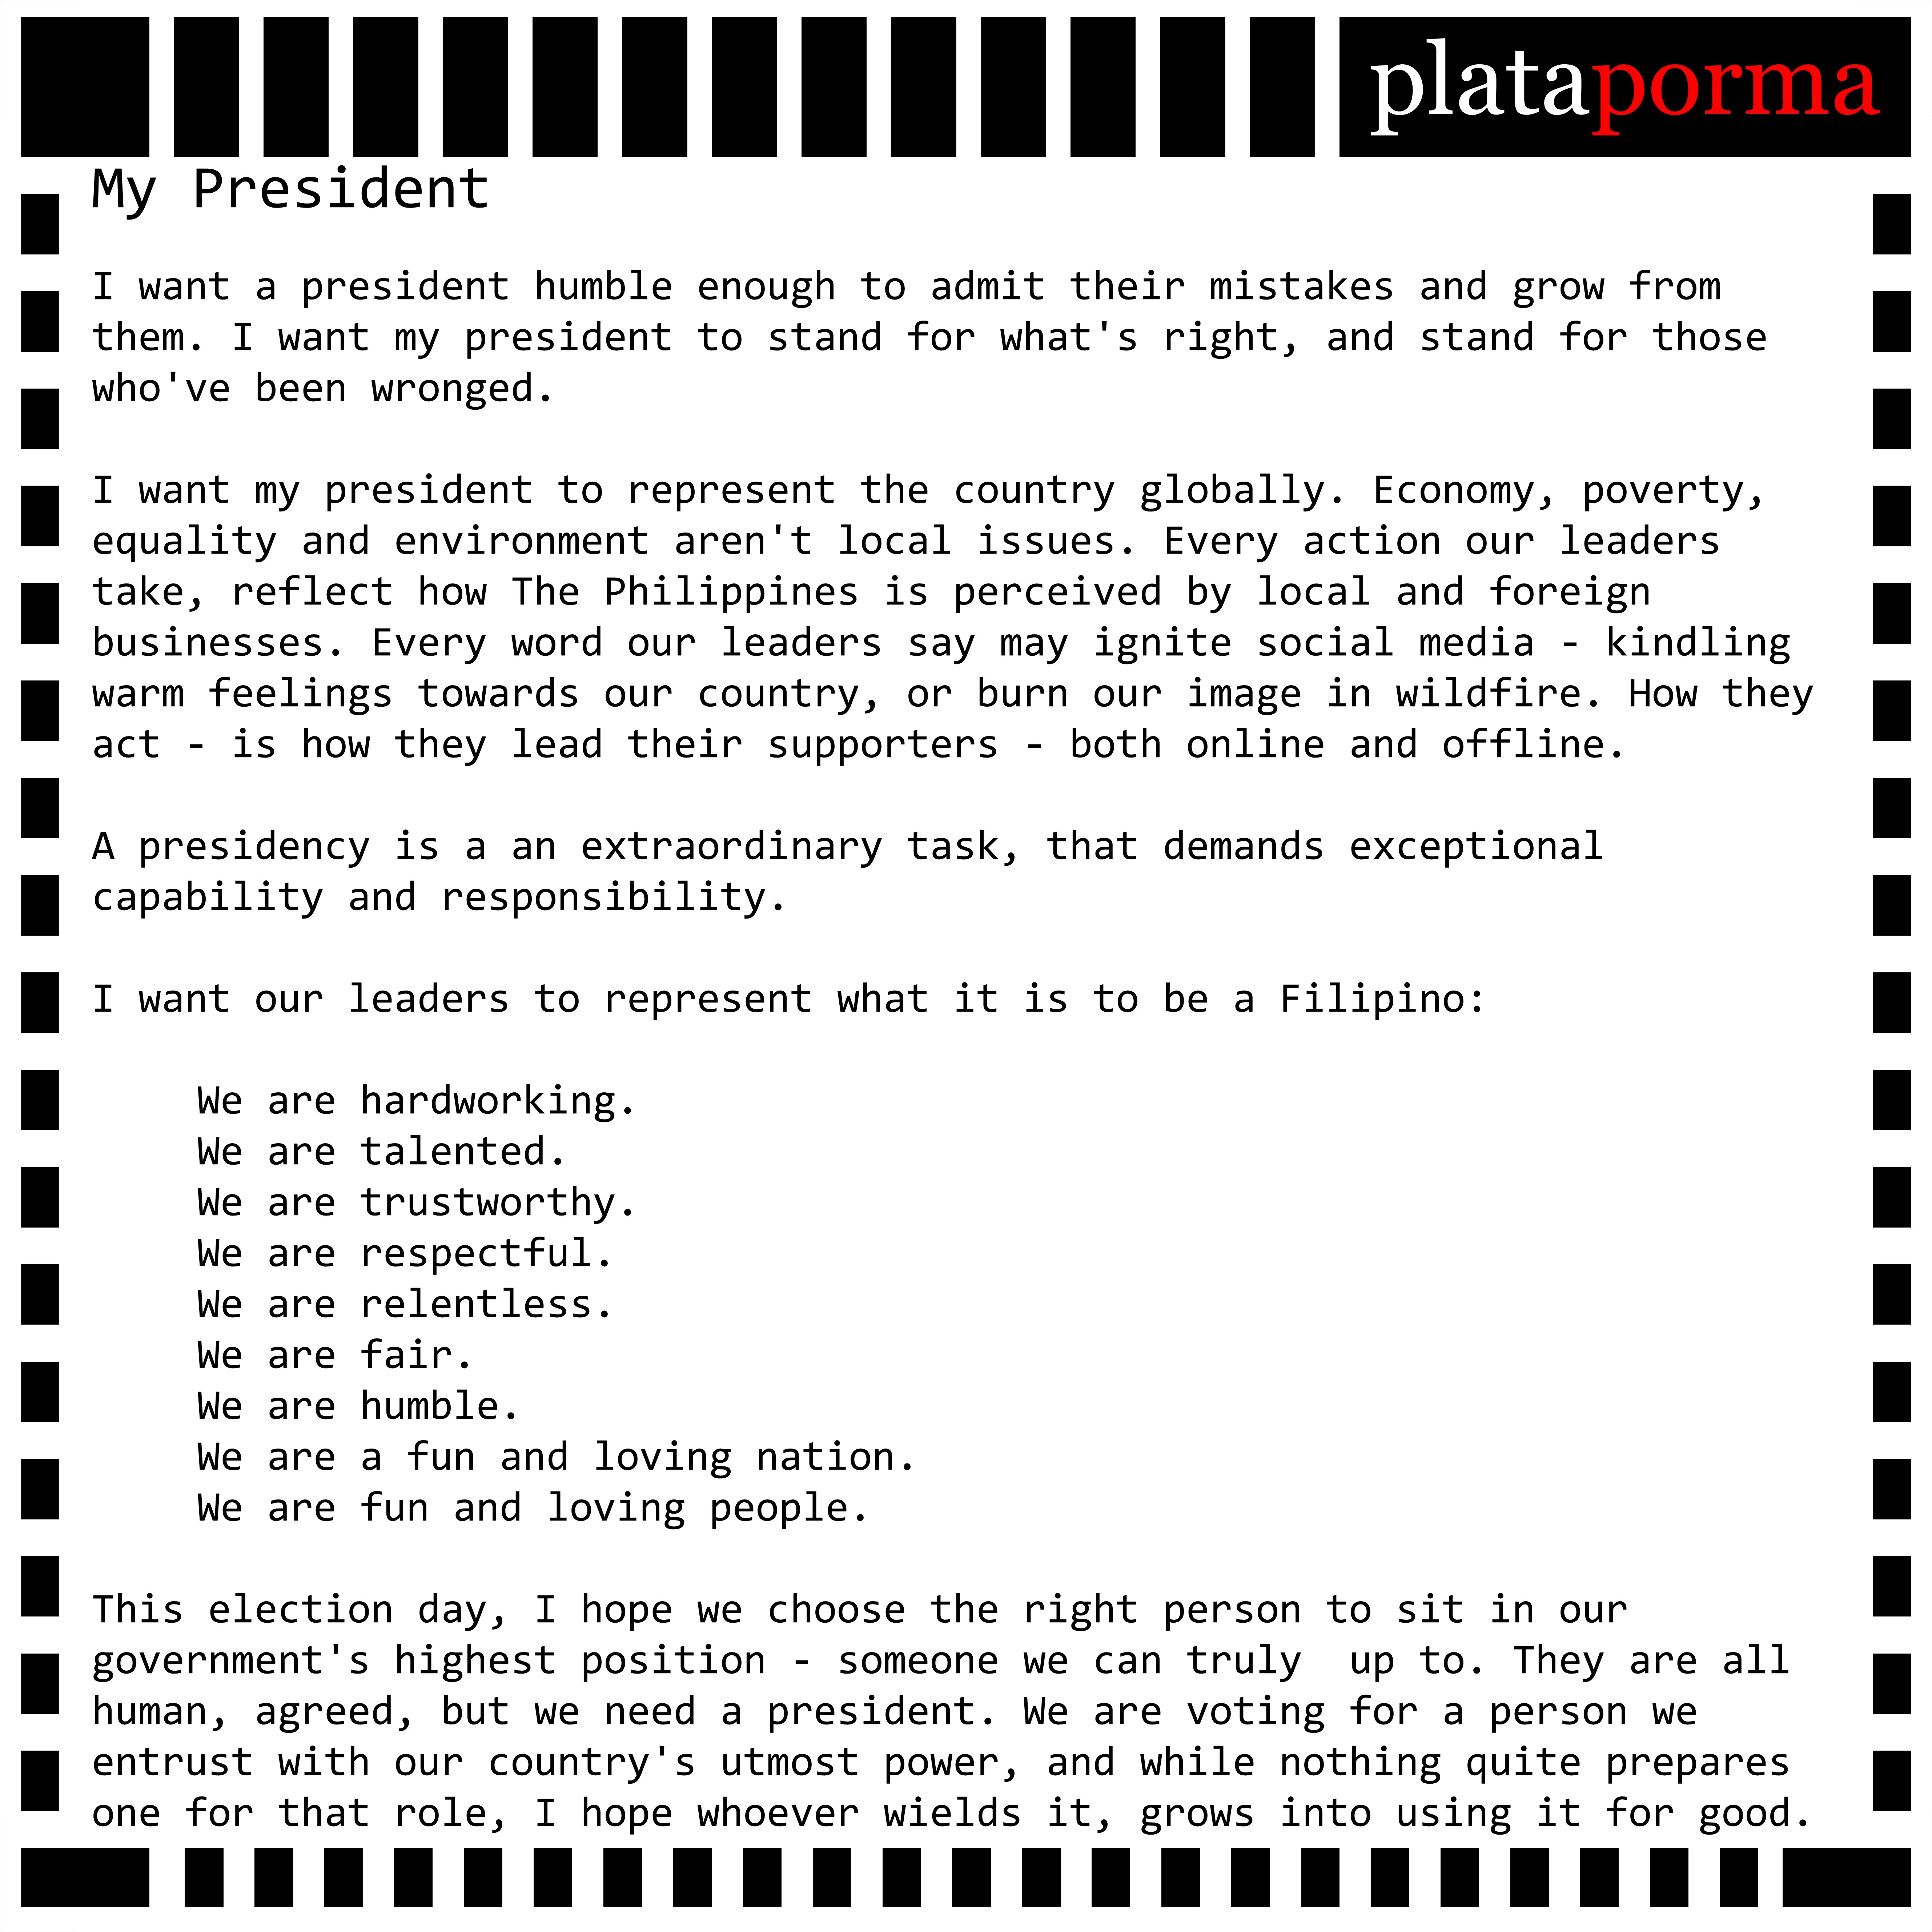 plataporma
My President
I want a president humble enough to admit their mistakes and grow from
them. I want my president to stand for what's right, and stand for those
who've been wronged.
I want my president to represent the country globally. Economy, poverty,
equality and environment aren't local issues. Every action our leaders
take, reflect how The Philippines is perceived by local and foreign
businesses. Every word our leaders say may ignite social media - kindling
warm feelings towards our country, or burn our image in wildfire. How they
act - is how they lead their supporters - both online and offline.
A presidency is a an extraordinary task, that demands exceptional
capability and responsibility.
I want our leaders to represent what it is to be a Filipino:
We are hardworking.
We are talented.
We are trustworthy.
We are respectful.
We are relentless.
We are fair.
We are humble.
We are a fun and loving nation.
We are fun and loving people.
This election day, I hope we choose the right person to sit in our
government's highest position - someone we can truly  up to. They are all
human, agreed, but we need a president. We are voting for a person we
entrust with our country's utmost power, and while nothing quite prepares
one for that role, I hope whoever wields it, grows into using it for good.